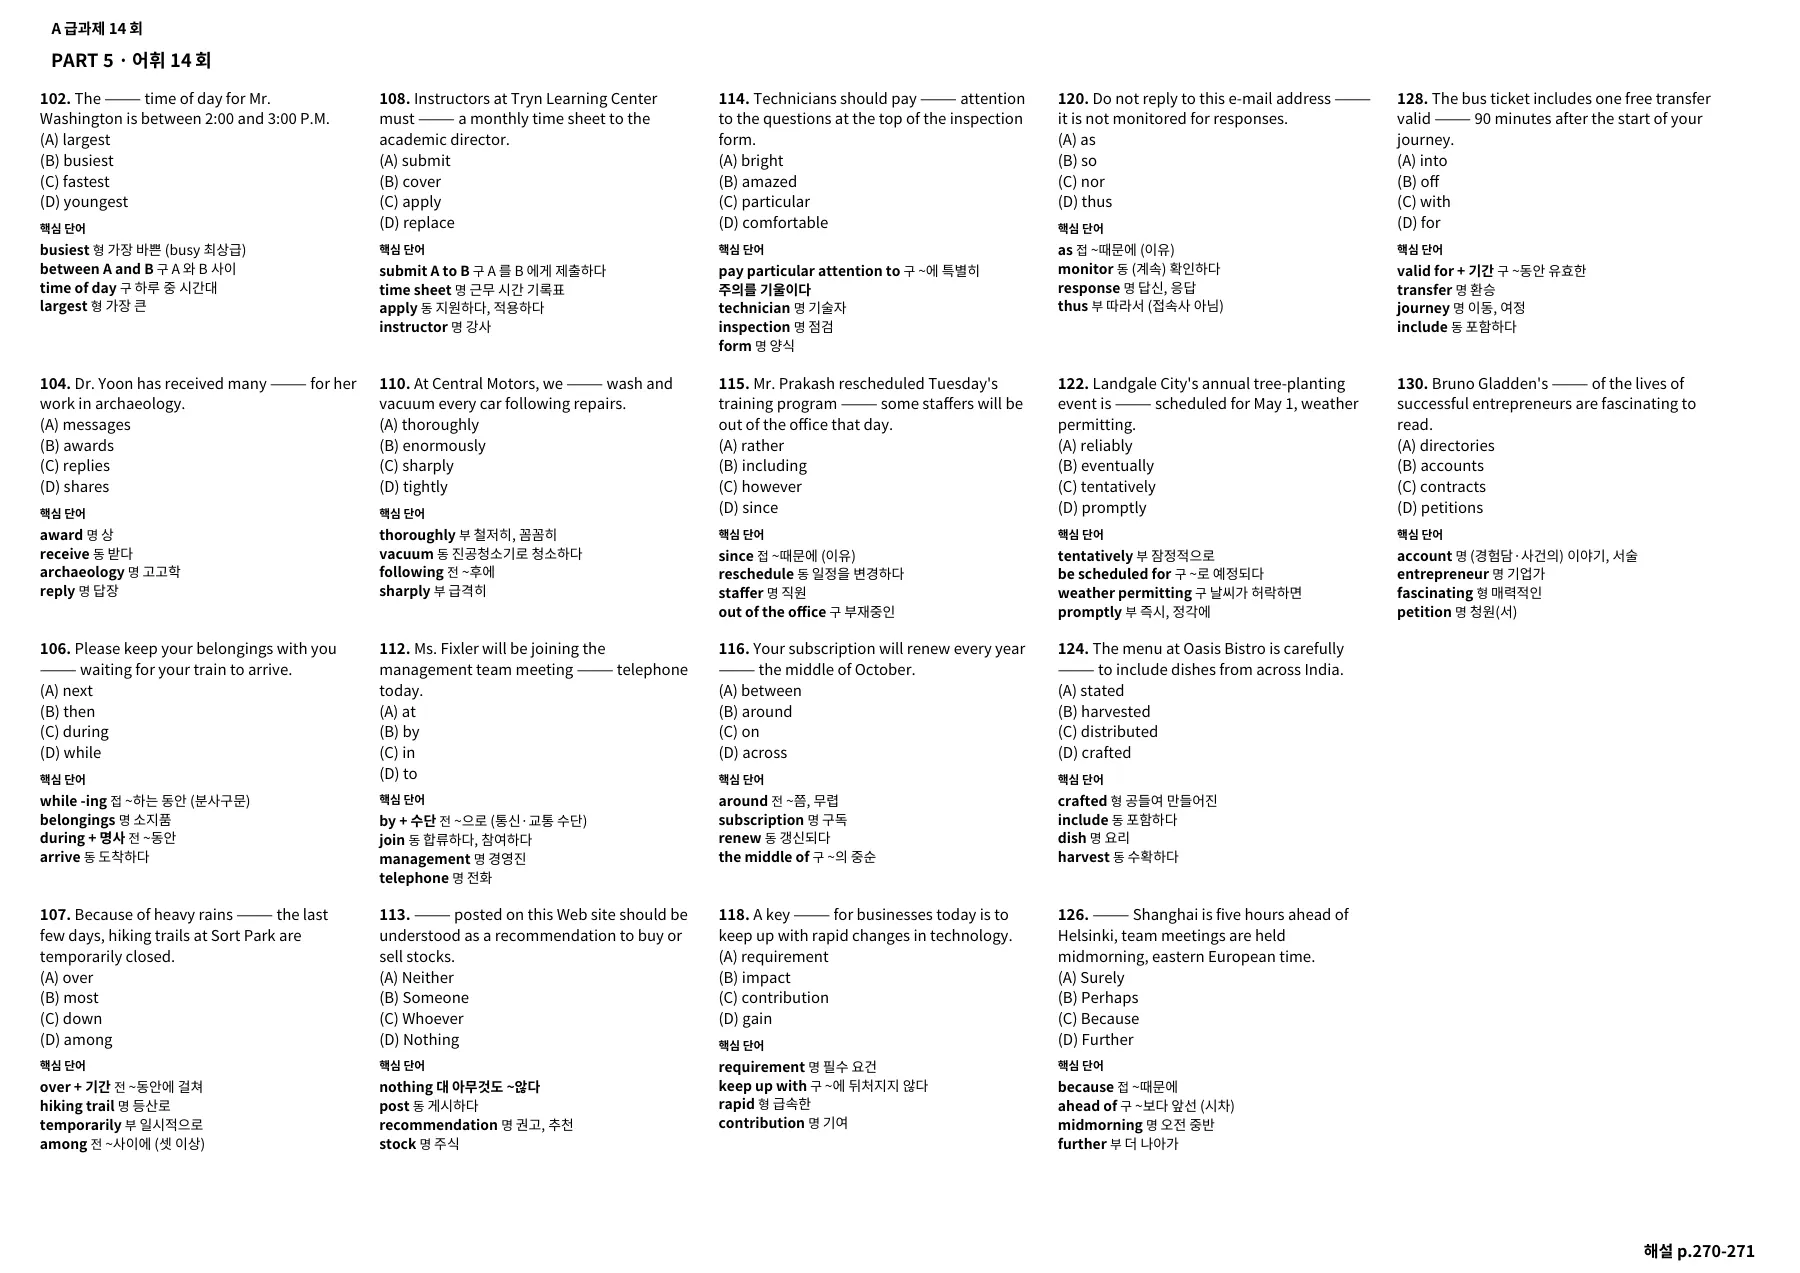 A 급과제 14 회
PART 5 · 어휘 14 회
102. The ―― time of day for Mr.
Washington is between 2:00 and 3:00 P.M.
(A) largest
(B) busiest
(C) fastest
(D) youngest
핵심 단어
busiest 형 가장 바쁜 (busy 최상급)
between A and B 구 A 와 B 사이
time of day 구 하루 중 시간대
largest 형 가장 큰
104. Dr. Yoon has received many ―― for her
work in archaeology.
(A) messages
(B) awards
(C) replies
(D) shares
핵심 단어
award 명 상
receive 동 받다
archaeology 명 고고학
reply 명 답장
106. Please keep your belongings with you
―― waiting for your train to arrive.
(A) next
(B) then
(C) during
(D) while
핵심 단어
while -ing 접 ~하는 동안 (분사구문)
belongings 명 소지품
during + 명사 전 ~동안
arrive 동 도착하다
107. Because of heavy rains ―― the last
few days, hiking trails at Sort Park are
temporarily closed.
(A) over
(B) most
(C) down
(D) among
핵심 단어
over + 기간 전 ~동안에 걸쳐
hiking trail 명 등산로
temporarily 부 일시적으로
among 전 ~사이에 (셋 이상)
108. Instructors at Tryn Learning Center
must ―― a monthly time sheet to the
academic director.
(A) submit
(B) cover
(C) apply
(D) replace
핵심 단어
submit A to B 구 A 를 B 에게 제출하다
time sheet 명 근무 시간 기록표
apply 동 지원하다, 적용하다
instructor 명 강사
110. At Central Motors, we ―― wash and
vacuum every car following repairs.
(A) thoroughly
(B) enormously
(C) sharply
(D) tightly
핵심 단어
thoroughly 부 철저히, 꼼꼼히
vacuum 동 진공청소기로 청소하다
following 전 ~후에
sharply 부 급격히
112. Ms. Fixler will be joining the
management team meeting ―― telephone
today.
(A) at
(B) by
(C) in
(D) to
핵심 단어
by + 수단 전 ~으로 (통신·교통 수단)
join 동 합류하다, 참여하다
management 명 경영진
telephone 명 전화
113. ―― posted on this Web site should be
understood as a recommendation to buy or
sell stocks.
(A) Neither
(B) Someone
(C) Whoever
(D) Nothing
핵심 단어
nothing 대 아무것도 ~않다
post 동 게시하다
recommendation 명 권고, 추천
stock 명 주식
114. Technicians should pay ―― attention
to the questions at the top of the inspection
form.
(A) bright
(B) amazed
(C) particular
(D) comfortable
핵심 단어
pay particular attention to 구 ~에 특별히
주의를 기울이다
technician 명 기술자
inspection 명 점검
form 명 양식
115. Mr. Prakash rescheduled Tuesday's
training program ―― some staffers will be
out of the office that day.
(A) rather
(B) including
(C) however
(D) since
핵심 단어
since 접 ~때문에 (이유)
reschedule 동 일정을 변경하다
staffer 명 직원
out of the office 구 부재중인
116. Your subscription will renew every year
―― the middle of October.
(A) between
(B) around
(C) on
(D) across
핵심 단어
around 전 ~쯤, 무렵
subscription 명 구독
renew 동 갱신되다
the middle of 구 ~의 중순
118. A key ―― for businesses today is to
keep up with rapid changes in technology.
(A) requirement
(B) impact
(C) contribution
(D) gain
핵심 단어
requirement 명 필수 요건
keep up with 구 ~에 뒤처지지 않다
rapid 형 급속한
contribution 명 기여
120. Do not reply to this e-mail address ――
it is not monitored for responses.
(A) as
(B) so
(C) nor
(D) thus
핵심 단어
as 접 ~때문에 (이유)
monitor 동 (계속) 확인하다
response 명 답신, 응답
thus 부 따라서 (접속사 아님)
122. Landgale City's annual tree-planting
event is ―― scheduled for May 1, weather
permitting.
(A) reliably
(B) eventually
(C) tentatively
(D) promptly
핵심 단어
tentatively 부 잠정적으로
be scheduled for 구 ~로 예정되다
weather permitting 구 날씨가 허락하면
promptly 부 즉시, 정각에
124. The menu at Oasis Bistro is carefully
―― to include dishes from across India.
(A) stated
(B) harvested
(C) distributed
(D) crafted
핵심 단어
crafted 형 공들여 만들어진
include 동 포함하다
dish 명 요리
harvest 동 수확하다
126. ―― Shanghai is five hours ahead of
Helsinki, team meetings are held
midmorning, eastern European time.
(A) Surely
(B) Perhaps
(C) Because
(D) Further
핵심 단어
because 접 ~때문에
ahead of 구 ~보다 앞선 (시차)
midmorning 명 오전 중반
further 부 더 나아가
128. The bus ticket includes one free transfer
valid ―― 90 minutes after the start of your
journey.
(A) into
(B) off
(C) with
(D) for
핵심 단어
valid for + 기간 구 ~동안 유효한
transfer 명 환승
journey 명 이동, 여정
include 동 포함하다
130. Bruno Gladden's ―― of the lives of
successful entrepreneurs are fascinating to
read.
(A) directories
(B) accounts
(C) contracts
(D) petitions
핵심 단어
account 명 (경험담·사건의) 이야기, 서술
entrepreneur 명 기업가
fascinating 형 매력적인
petition 명 청원(서)
해설 p.270-271